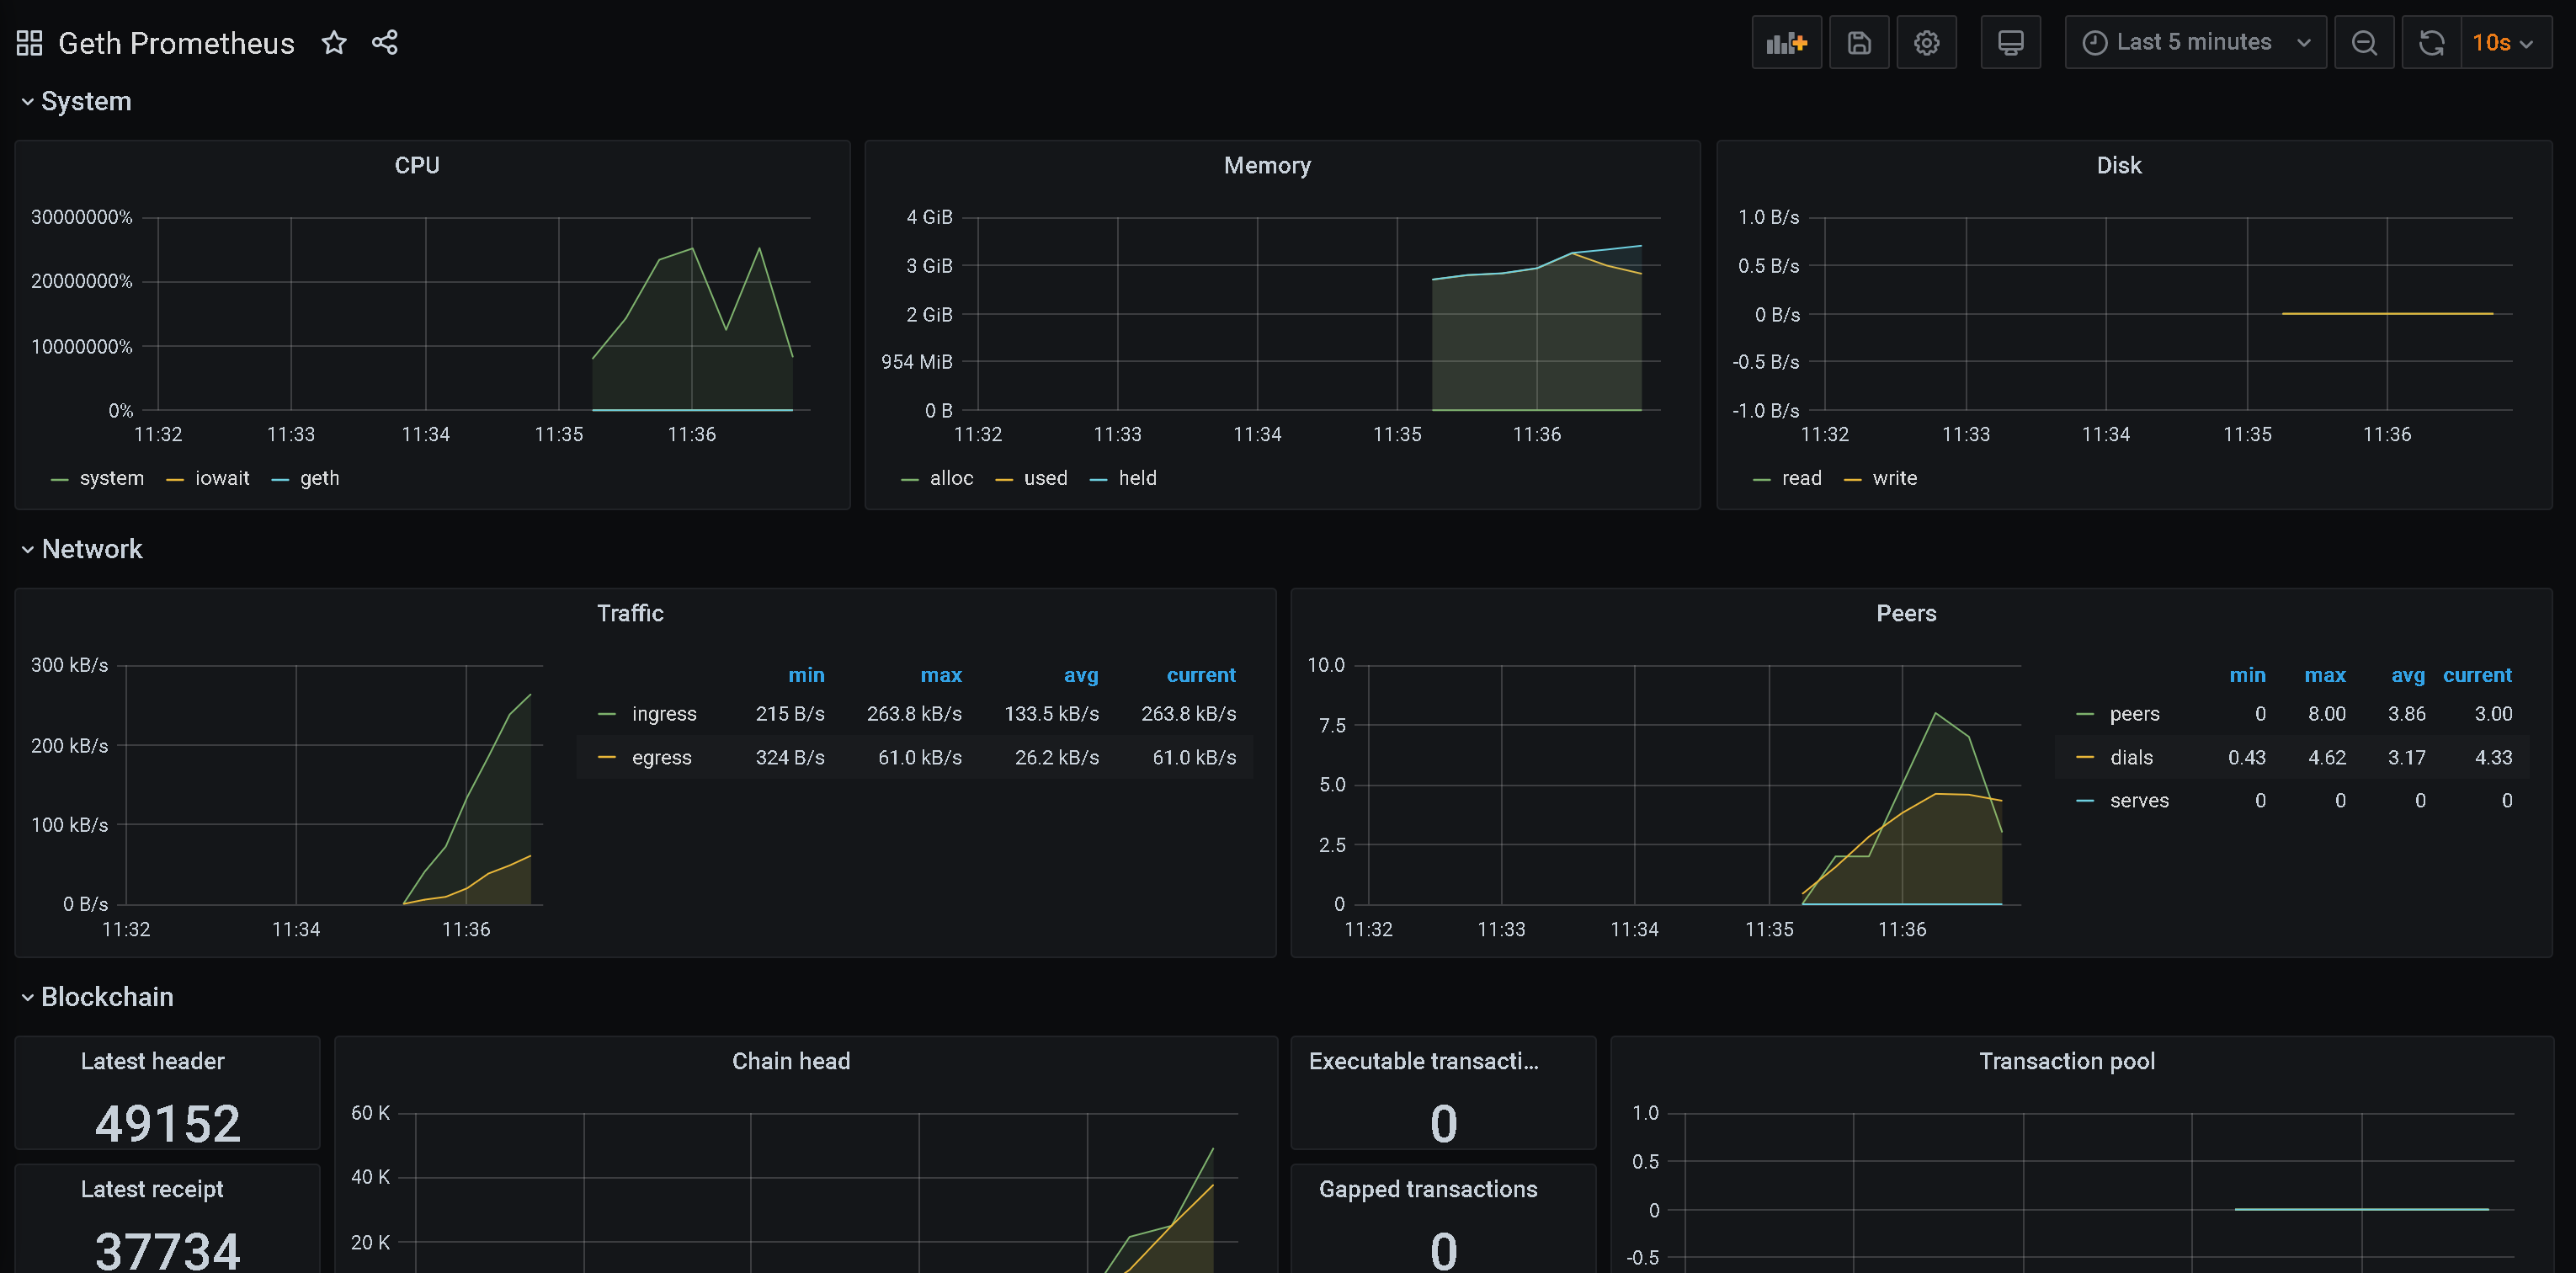 Geth Prometheus
Last 5 minutes
10s
System
CPU
30000000%
20000000%
10000000%
0%
11:32 11:33 11:34 11:35 11:36
system iowait geth
Memory
4 GiB
3 GiB
2 GiB
954 MiB
0 B
11:32 11:33 11:34 11:35 11:36
alloc used held
Disk
1.0 B/s
0.5 B/s
0 B/s
-0.5 B/s
-1.0 B/s
11:32 11:33 11:34 11:35 11:36
read write
Network
Traffic
300 kB/s
200 kB/s
100 kB/s
0 B/s
11:32 11:34 11:36
min max avg current
ingress 215 B/s 263.8 kB/s 133.5 kB/s 263.8 kB/s
egress 324 B/s 61.0 kB/s 26.2 kB/s 61.0 kB/s
Peers
10.0
7.5
5.0
2.5
0
11:32 11:33 11:34 11:35 11:36
min max avg current
peers 0 8.00 3.86 3.00
dials 0.43 4.62 3.17 4.33
serves 0 0 0 0
Blockchain
Latest header
49152
Latest receipt
37734
Chain head
60 K
40 K
20 K
Executable transacti...
0
Gapped transactions
0
Transaction pool
1.0
0.5
0
-0.5